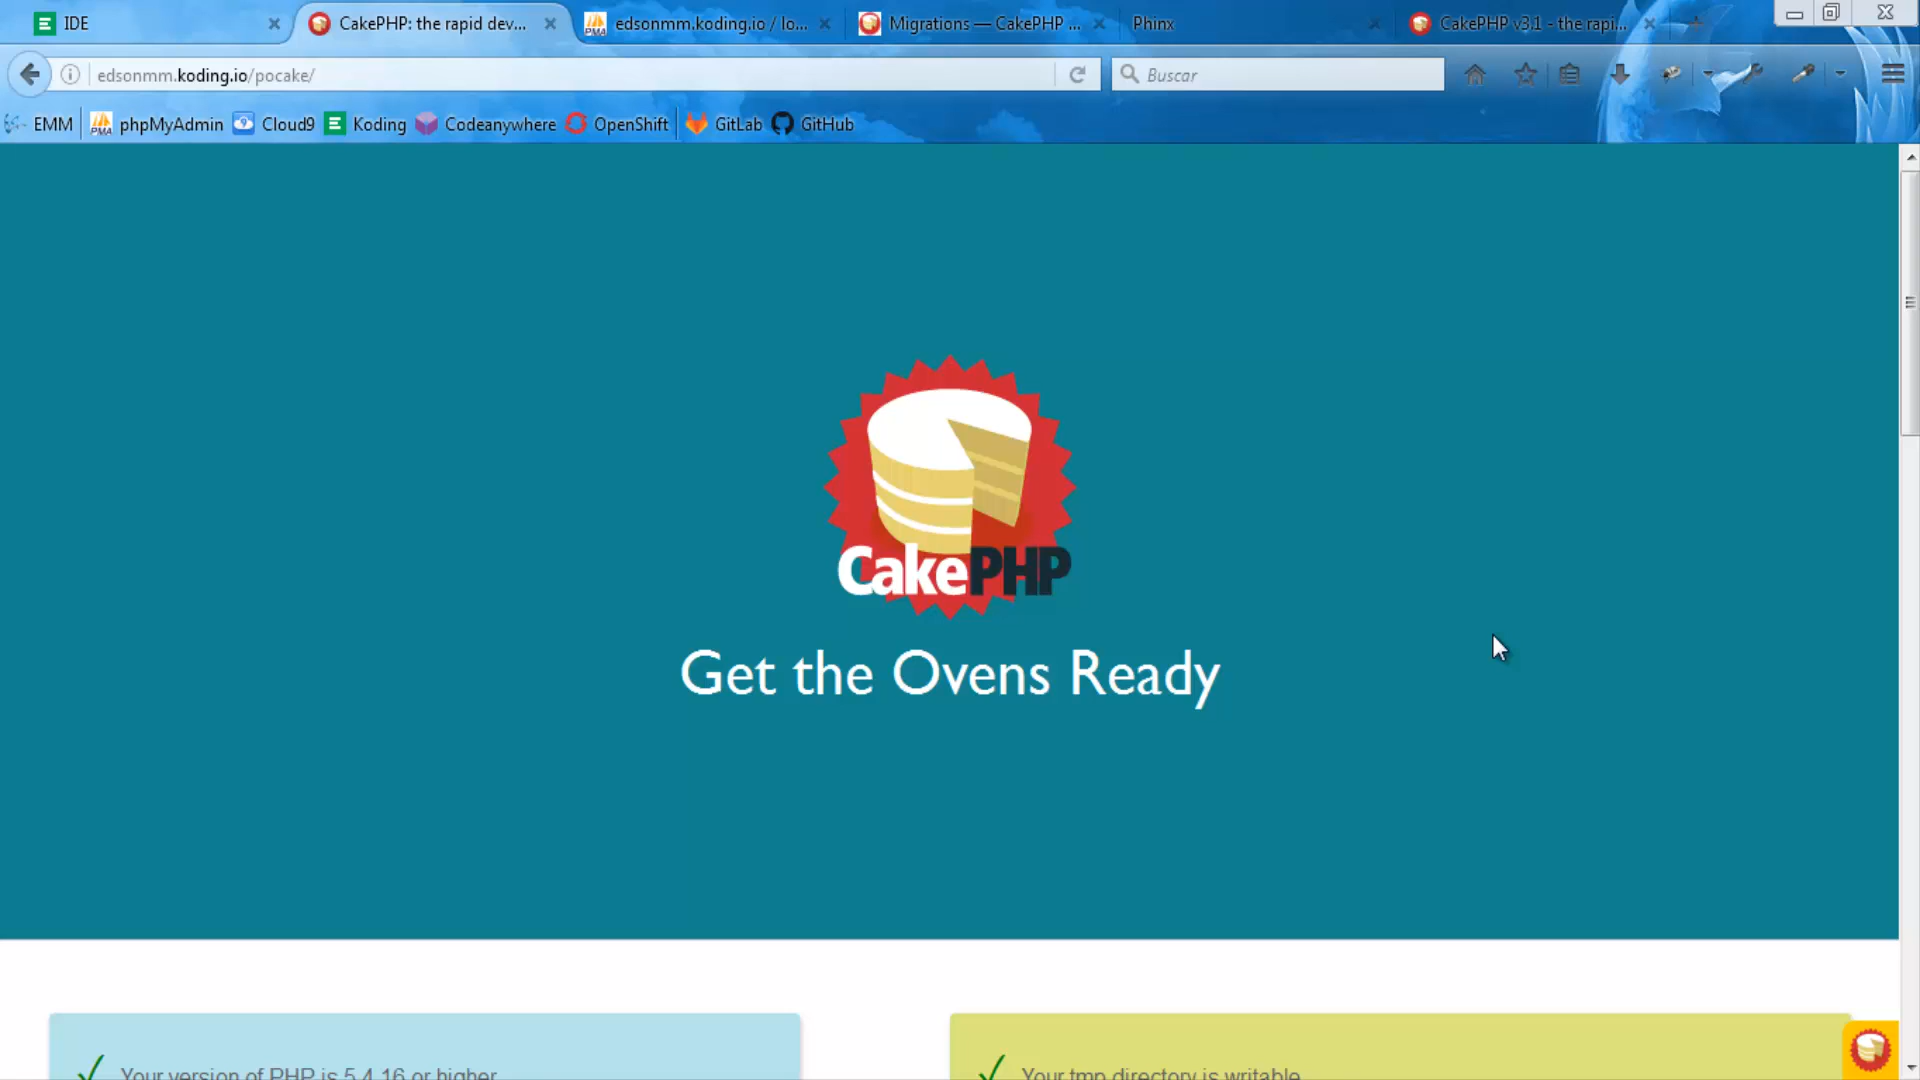 IDE
CakePHP: the rapid dev...
edsonmm.koding.io / lo...
Migrations — CakePHP ...
Phinx
CakePHP v3.1 - the rapi...
edsonmm.koding.io/pocake/
Buscar
EMM
PMA
phpMyAdmin
Cloud9
Koding
Codeanywhere
OpenShift
GitLab
GitHub
CakePHP
Get the Ovens Ready
Your version of PHP is 5.4.16 or higher
Your tmp directory is writable